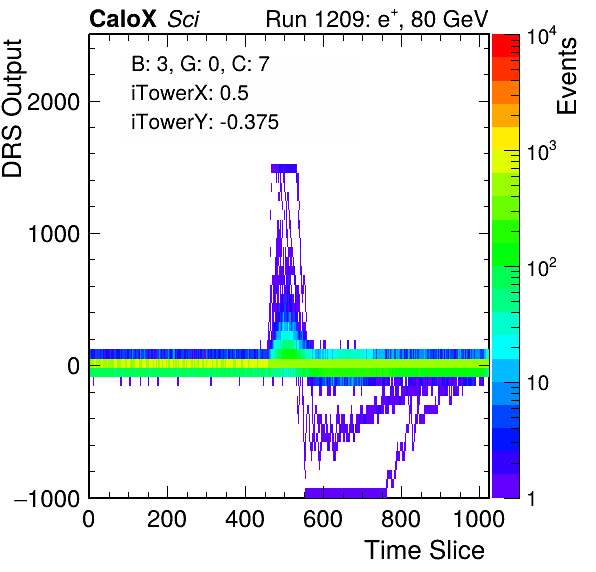 CaloX Sci Run 1209: e⁺, 80 GeV
B: 3, G: 0, C: 7
iTowerX: 0.5
iTowerY: -0.375
DRS Output
2000
1000
0
−1000
0 200 400 600 800 1000
Time Slice
Events
10⁴
10³
10²
10
1